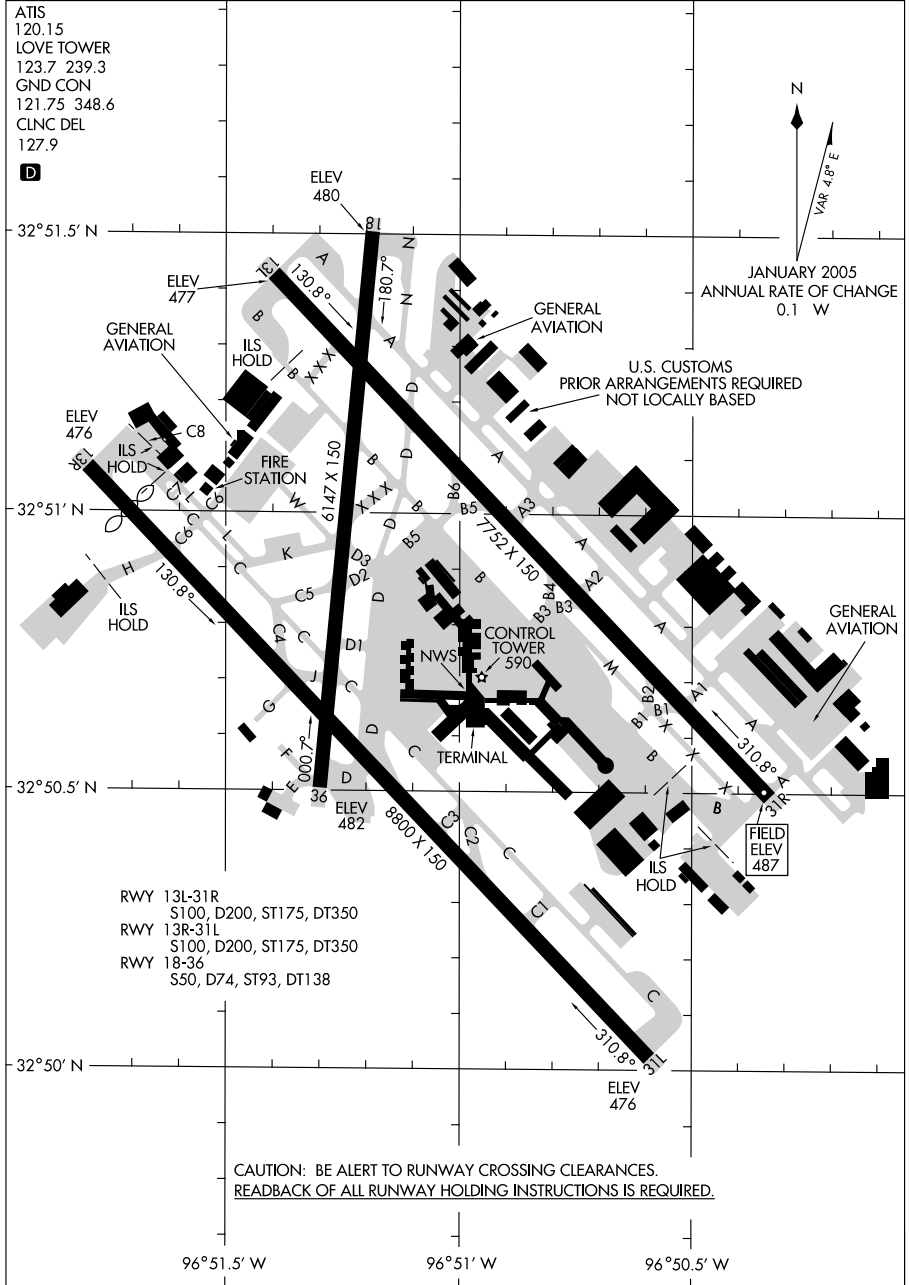 ATIS
120.15
LOVE TOWER
123.7 239.3
GND CON
121.75 348.6
CLNC DEL
127.9
D
N
VAR 4.8° E
JANUARY 2005
ANNUAL RATE OF CHANGE
0.1 W
ELEV
480
18
32°51.5' N
ELEV
477
13L
130.8°
180.7°
A
N
N
A
B
GENERAL
AVIATION
GENERAL
AVIATION
ILS
HOLD
B
X X X
D
U.S. CUSTOMS
PRIOR ARRANGEMENTS REQUIRED
NOT LOCALLY BASED
ELEV
476
13R
C8
ILS
HOLD
FIRE
STATION
C7
L
C9
C
C6
W
B
D
A
6147 X 150
X X X
B
B6
B5
A3
32°51' N
D
B5
7752 X 150
A
L
K
D3
D2
C
H
130.8°
ILS
HOLD
C5
D
B
B4
B3
B3
A2
C4
C
D1
A
GENERAL
AVIATION
CONTROL
TOWER
590
NWS
M
J
C
G
B2
B1
B1
A1
A
X
X
X
F
E
000.7°
D
C
TERMINAL
B
310.8°
A
32°50.5' N
36
D
ELEV
482
B
31R
8800 X 150
C3
C2
C
ILS
HOLD
FIELD
ELEV
487
RWY 13L-31R
S100, D200, ST175, DT350
RWY 13R-31L
S100, D200, ST175, DT350
RWY 18-36
S50, D74, ST93, DT138
C1
C
310.8°
31L
32°50' N
ELEV
476
CAUTION: BE ALERT TO RUNWAY CROSSING CLEARANCES.
READBACK OF ALL RUNWAY HOLDING INSTRUCTIONS IS REQUIRED.
96°51.5' W
96°51' W
96°50.5' W